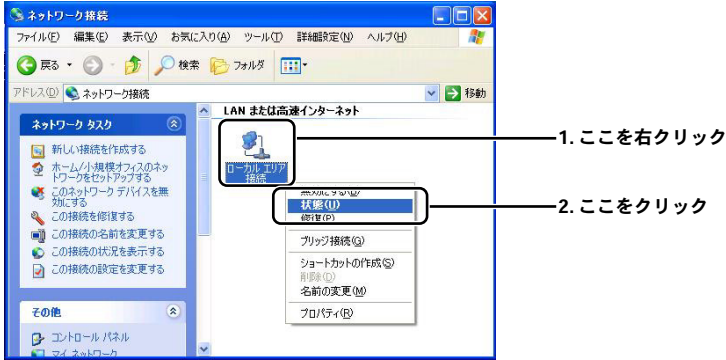 ネットワーク接続
ファイル(F) 編集(E) 表示(V) お気に入り(A) ツール(T) 詳細設定(N) ヘルプ(H)
戻る 検索 フォルダ
アドレス(D) ネットワーク接続 移動
ネットワーク タスク
新しい接続を作成する
ホーム/小規模オフィスのネッ
トワークをセットアップする
このネットワーク デバイスを無
効にする
この接続を修復する
この接続の名前を変更する
この接続の状況を表示する
この接続の設定を変更する
その他
コントロール パネル
マイ ネットワーク
LAN または高速インターネット
ローカル エリア
接続
無効にする(B)
状態(U)
修復(P)
ブリッジ接続(G)
ショートカットの作成(S)
削除(D)
名前の変更(M)
プロパティ(R)
1. ここを右クリック
2. ここをクリック